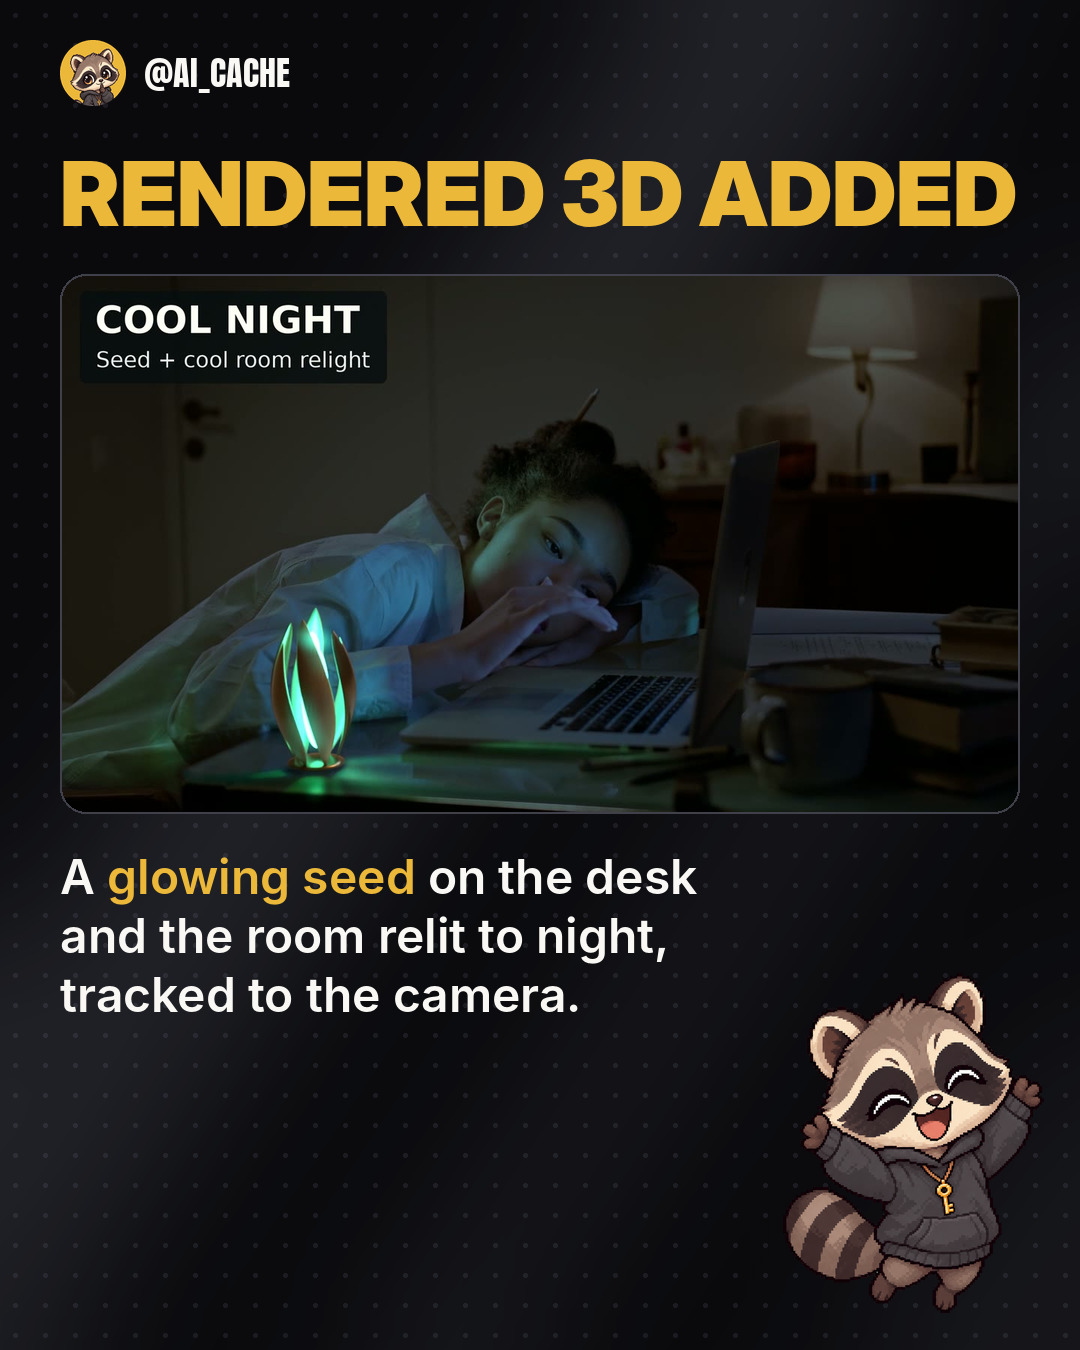 @AI_CACHE
RENDERED 3D ADDED
COOL NIGHT
Seed + cool room relight
A glowing seed on the desk
and the room relit to night,
tracked to the camera.